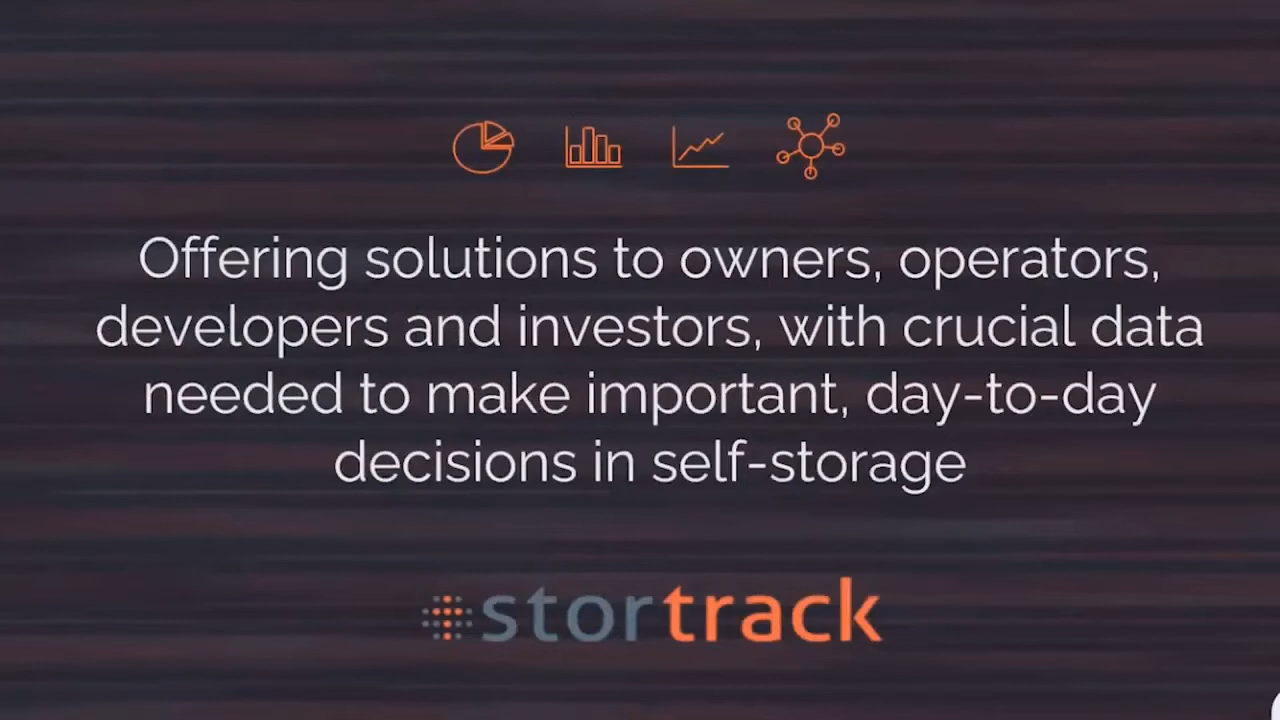 Offering solutions to owners, operators,
developers and investors, with crucial data
needed to make important, day-to-day
decisions in self-storage
stortrack